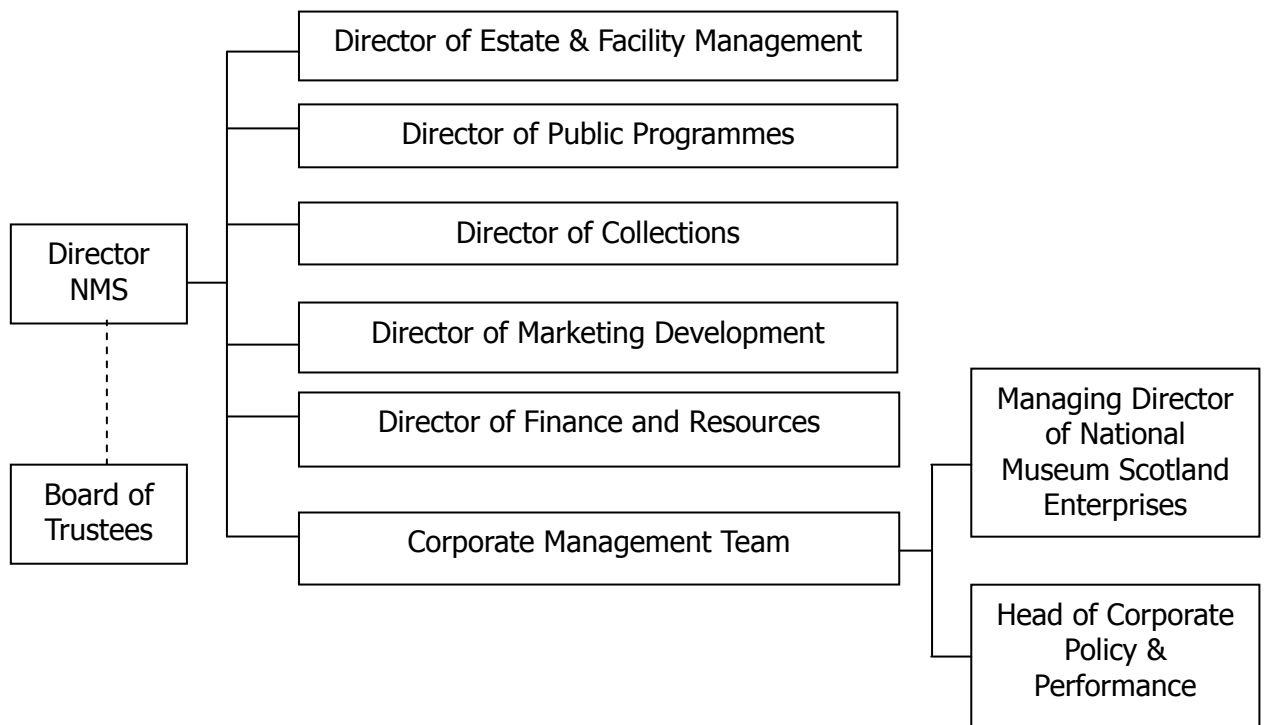 Director of Estate & Facility Management
Director of Public Programmes
Director of Collections
Director
NMS
Director of Marketing Development
Director of Finance and Resources
Managing Director
of National
Museum Scotland
Enterprises
Board of
Trustees
Corporate Management Team
Head of Corporate
Policy &
Performance